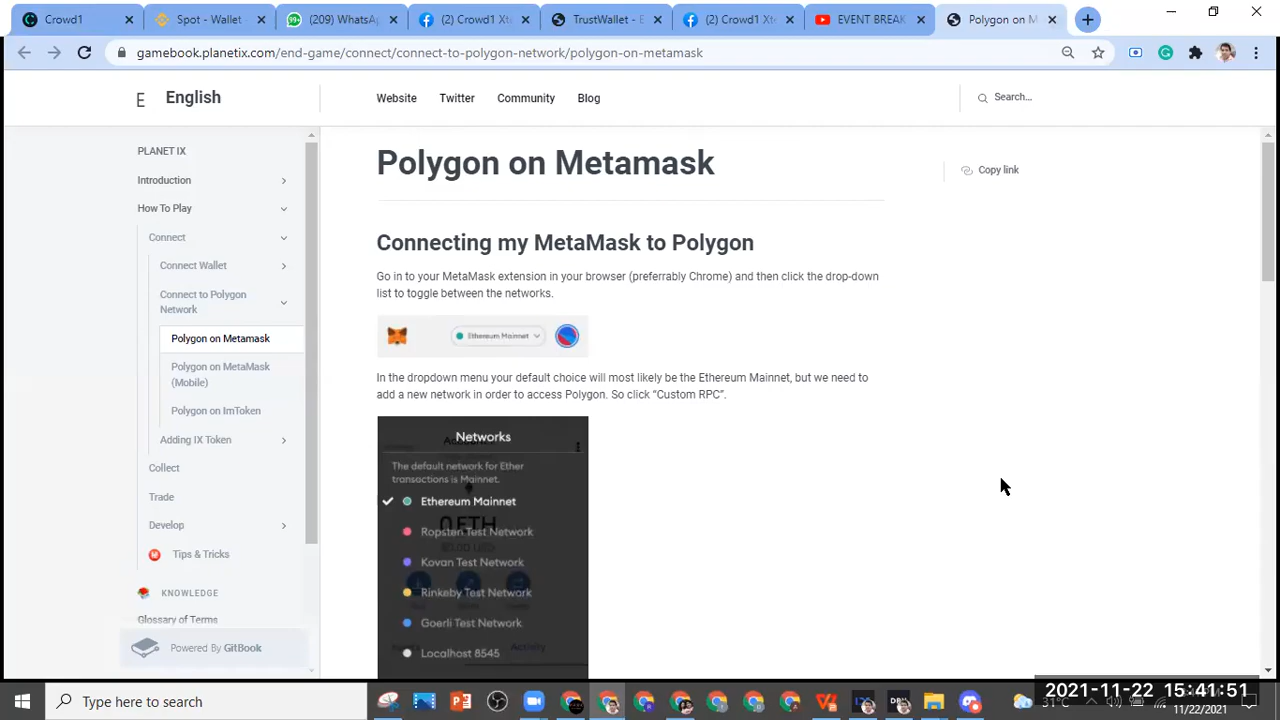 Crowd1
Spot - Wallet
(209) WhatsA
(2) Crowd1 Xte
TrustWallet - E
(2) Crowd1 Xte
EVENT BREAK
Polygon on M
gamebook.planetix.com/end-game/connect/connect-to-polygon-network/polygon-on-metamask
E English
Website Twitter Community Blog
Search...
PLANET IX
Introduction
How To Play
Connect
Connect Wallet
Connect to Polygon
Network
Polygon on Metamask
Polygon on MetaMask
(Mobile)
Polygon on ImToken
Adding IX Token
Collect
Trade
Develop
Tips & Tricks
KNOWLEDGE
Glossary of Terms
Powered By GitBook
Polygon on Metamask
Copy link
Connecting my MetaMask to Polygon
Go in to your MetaMask extension in your browser (preferrably Chrome) and then click the drop-down
list to toggle between the networks.
Ethereum Mainnet
In the dropdown menu your default choice will most likely be the Ethereum Mainnet, but we need to
add a new network in order to access Polygon. So click “Custom RPC”.
Networks
The default network for Ether
transactions is Mainnet.
Ethereum Mainnet
0 ETH
Ropsten Test Network
Kovan Test Network
Rinkeby Test Network
Goerli Test Network
Activity
Localhost 8545
Type here to search
31°C
2021-11-22 15:41:51
11/22/2021